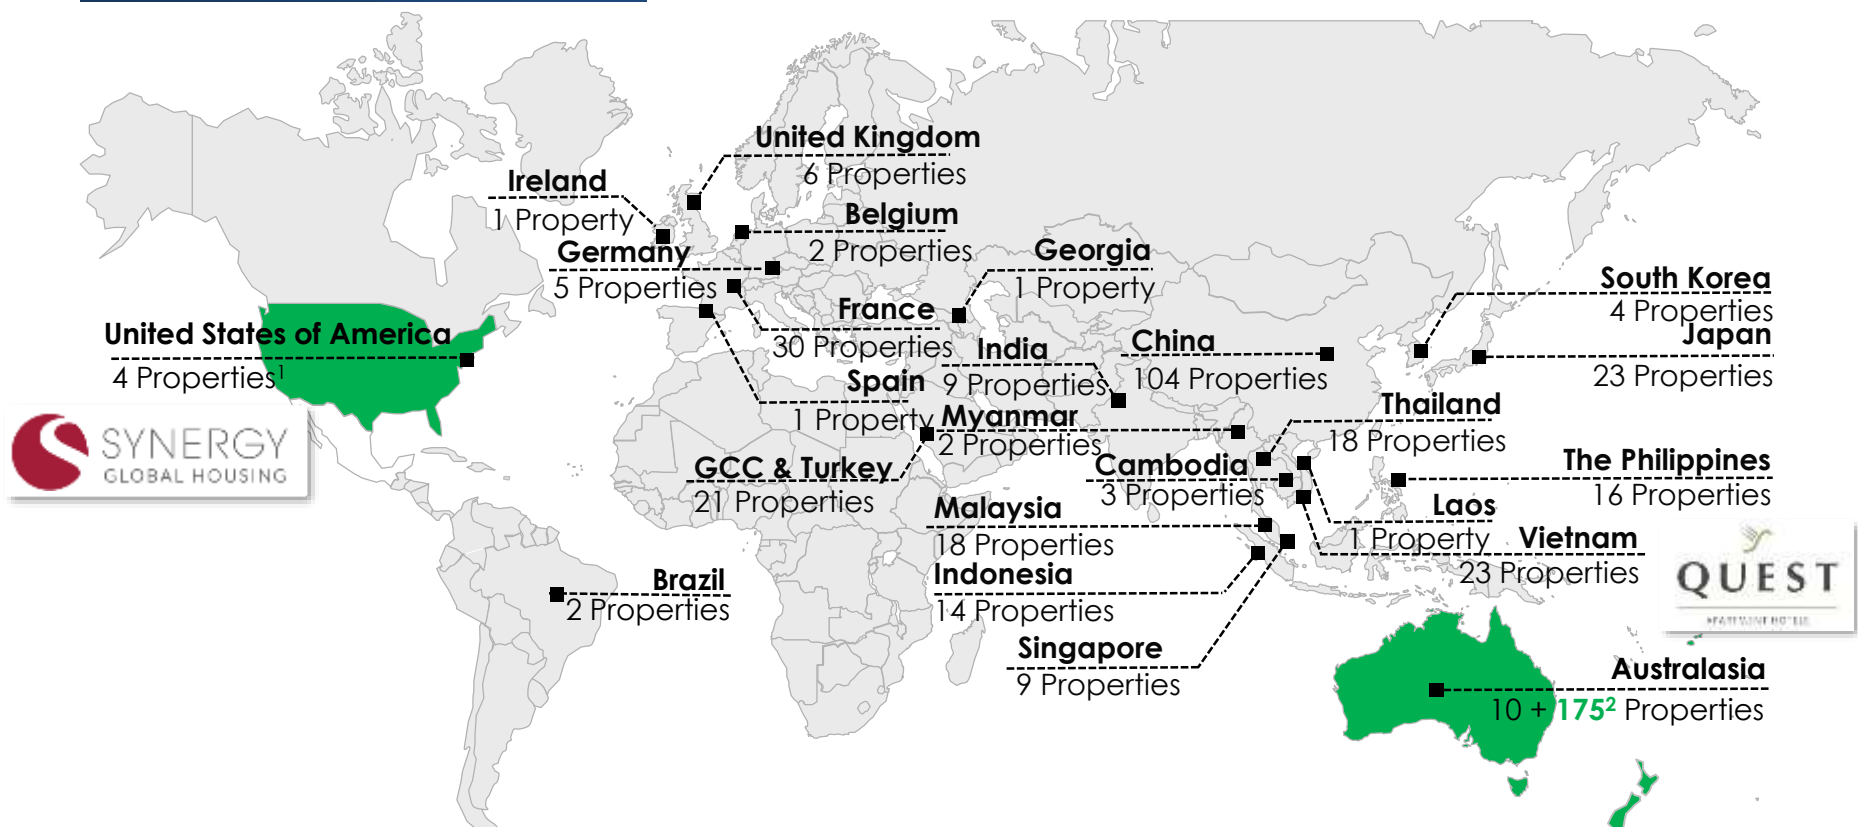 United Kingdom
6 Properties
Ireland
1 Property
Belgium
2 Properties
Germany
5 Properties
Georgia
1 Property
South Korea
4 Properties
France
30 Properties
United States of America
4 Properties¹
India
9 Properties
China
104 Properties
Japan
23 Properties
Spain
1 Property
Myanmar
2 Properties
Thailand
18 Properties
SYNERGY
GLOBAL HOUSING
GCC & Turkey
21 Properties
Cambodia
3 Properties
The Philippines
16 Properties
Malaysia
18 Properties
Laos
1 Property
Vietnam
23 Properties
Indonesia
14 Properties
Brazil
2 Properties
QUEST
APARTMENT HOTELS
Singapore
9 Properties
Australasia
10 + 175² Properties